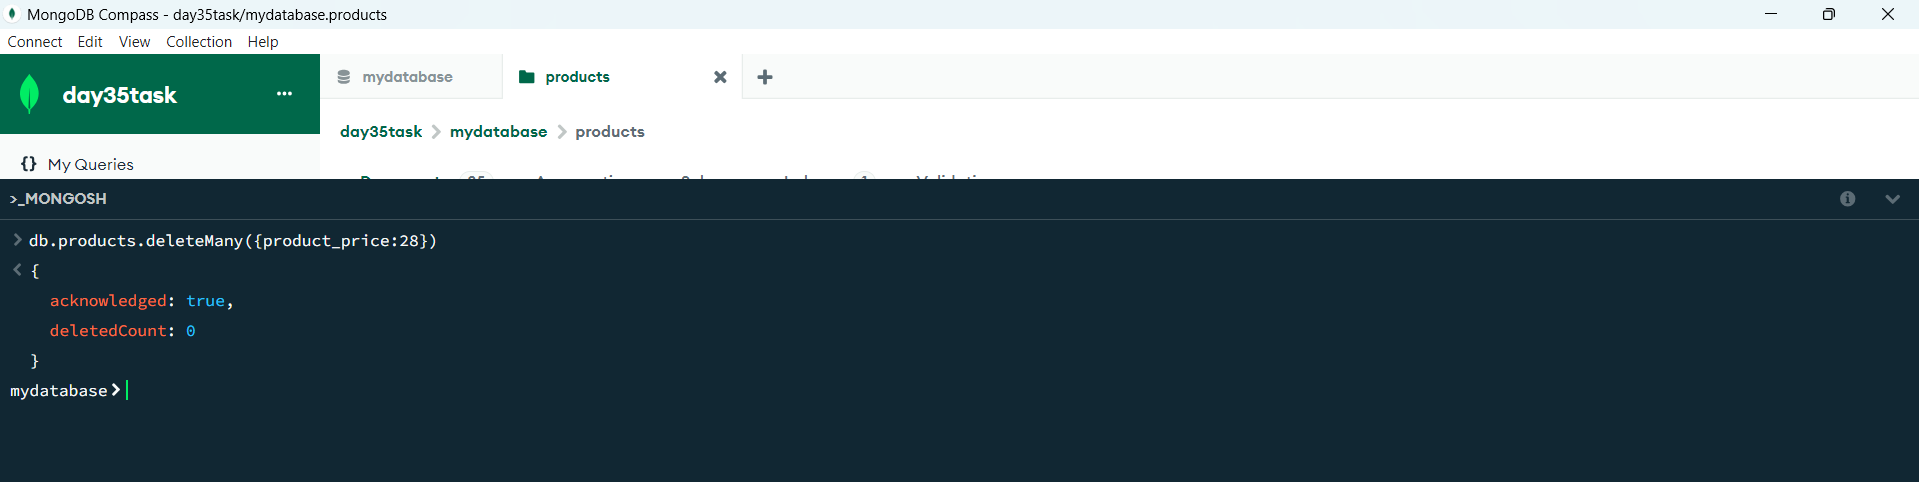 MongoDB Compass - day35task/mydatabase.products
Connect Edit View Collection Help
day35task ...
mydatabase
products
day35task > mydatabase > products
{} My Queries
>_MONGOSH
> db.products.deleteMany({product_price:28})
< {
acknowledged: true,
deletedCount: 0
}
mydatabase>